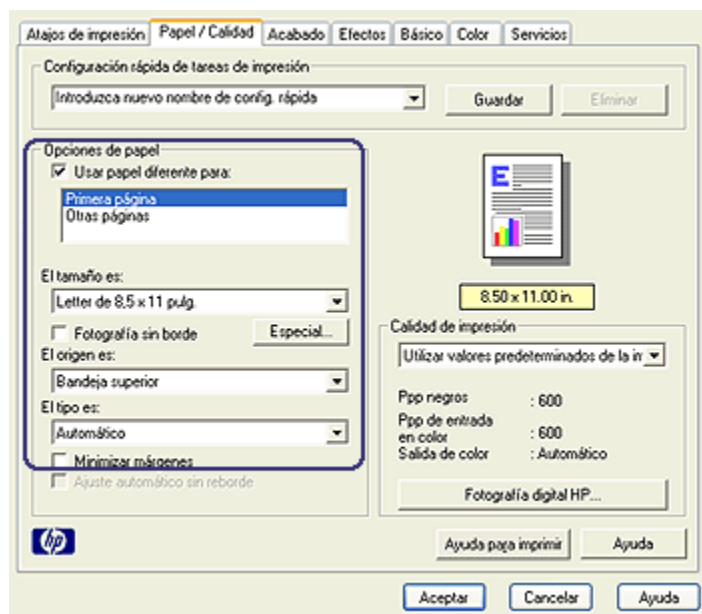 Atajos de impresión Papel / Calidad Acabado Efectos Básico Color Servicios
Configuración rápida de tareas de impresión
Introduzca nuevo nombre de config. rápida Guardar Eliminar
Opciones de papel
Usar papel diferente para:
Primera página
Otras páginas
El tamaño es:
Letter de 8,5 x 11 pulg.
Fotografía sin borde Especial...
El origen es:
Bandeja superior
El tipo es:
Automático
Minimizar márgenes
Ajuste automático sin reborde
E
8.50 x 11.00 in.
Calidad de impresión
Utilizar valores predeterminados de la in
Ppp negros : 600
Ppp de entrada
en color : 600
Salida de color : Automático
Fotografía digital HP...
hp
Ayuda para imprimir Ayuda
Aceptar Cancelar Ayuda